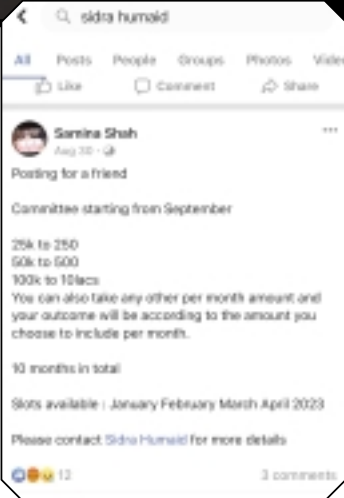 sidra humaid
All Posts People Groups Photos Video
Like Comment Share
Samina Shah
Aug 30
Posting for a friend
Committee starting from September
25k to 250
50k to 500
100k to 10lacs
You can also take any other per month amount and
your outcome will be according to the amount you
choose to include per month.
10 months in total
Slots available : January February March April 2023
Please contact Sidra Humaid for more details
12 3 comments